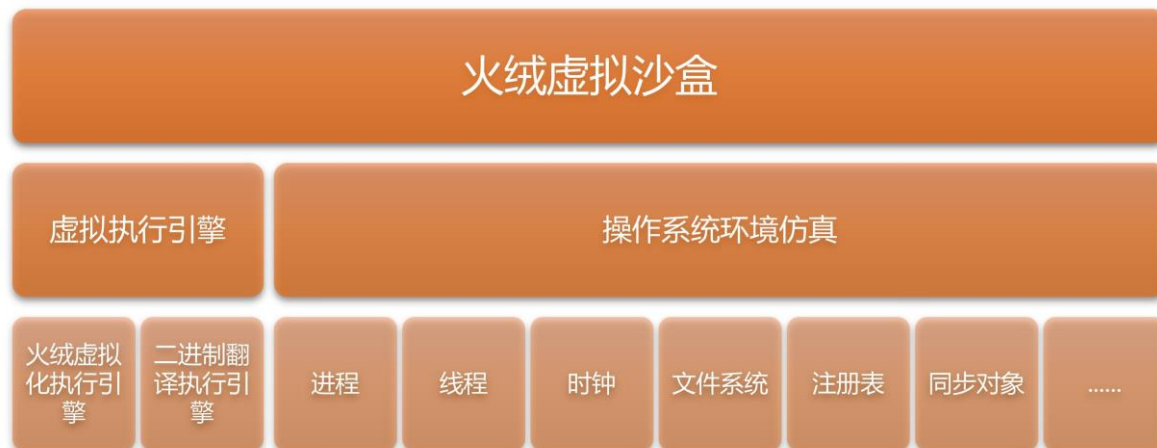 火绒虚拟沙盒
虚拟执行引擎
操作系统环境仿真
火绒虚拟
化执行引
擎
二进制翻
译执行引
擎
进程
线程
时钟
文件系统
注册表
同步对象
......